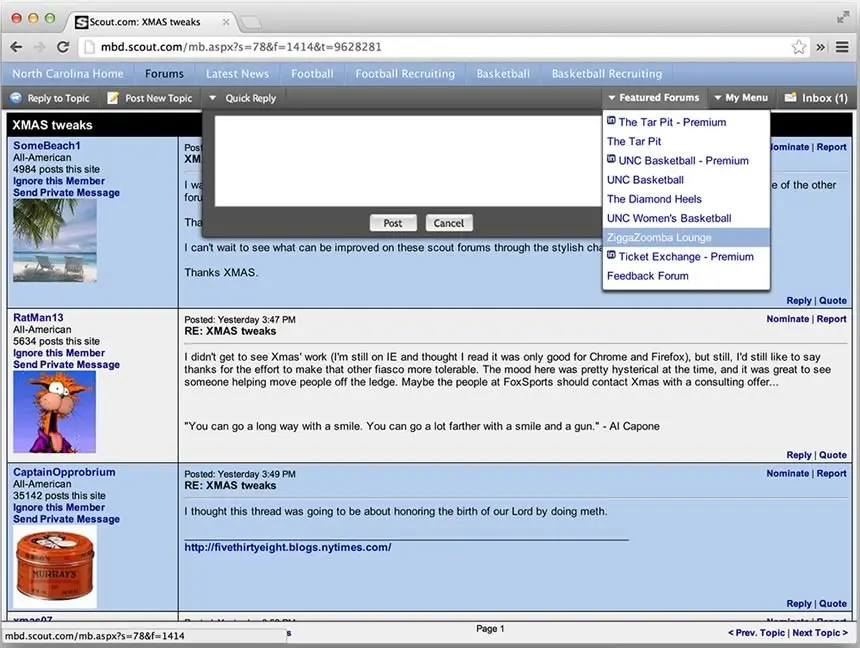 Scout.com: XMAS tweaks
mbd.scout.com/mb.aspx?s=78&f=1414&t=9628281
North Carolina Home Forums Latest News Football Football Recruiting Basketball Basketball Recruiting
Reply to Topic Post New Topic Quick Reply Featured Forums My Menu Inbox (1)
XMAS tweaks
The Tar Pit - Premium
The Tar Pit
UNC Basketball - Premium
UNC Basketball
The Diamond Heels
UNC Women's Basketball
ZiggaZoomba Lounge
Ticket Exchange - Premium
Feedback Forum
Post Cancel
SomeBeach1
All-American
4984 posts this site
Ignore this Member
Send Private Message
Nominate | Report
XM
I wa
e of the other
foru
Tha
I can't wait to see what can be improved on these scout forums through the stylish cha
Thanks XMAS.
Reply | Quote
RatMan13
All-American
5634 posts this site
Ignore this Member
Send Private Message
Posted: Yesterday 3:47 PM
RE: XMAS tweaks
Nominate | Report
I didn't get to see Xmas' work (I'm still on IE and thought I read it was only good for Chrome and Firefox), but still, I'd still like to say
thanks for the effort to make that other fiasco more tolerable. The mood here was pretty hysterical at the time, and it was great to see
someone helping move people off the ledge. Maybe the people at FoxSports should contact Xmas with a consulting offer...
"You can go a long way with a smile. You can go a lot farther with a smile and a gun." - Al Capone
Reply | Quote
CaptainOpprobrium
All-American
35142 posts this site
Ignore this Member
Send Private Message
MURRAY'S
Posted: Yesterday 3:49 PM
RE: XMAS tweaks
Nominate | Report
I thought this thread was going to be about honoring the birth of our Lord by doing meth.
http://fivethirtyeight.blogs.nytimes.com/
Reply | Quote
mbd.scout.com/mb.aspx?s=78&f=1414
Page 1
< Prev. Topic | Next Topic >